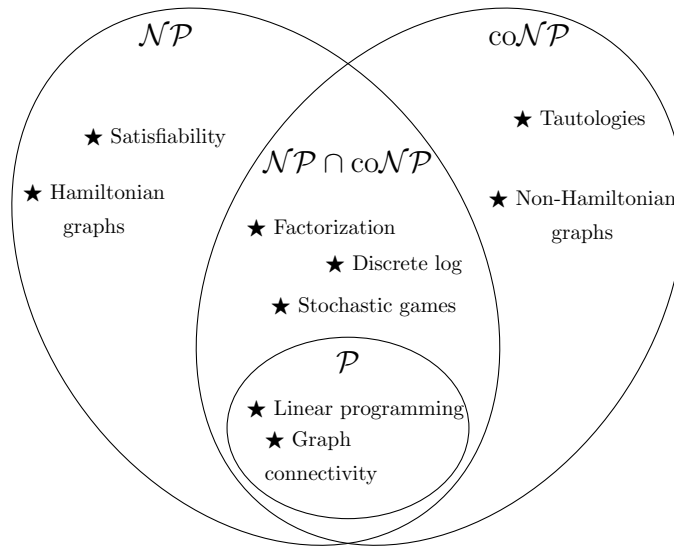 𝒩𝒫
co𝒩𝒫
★ Satisfiability
★ Hamiltonian
graphs
𝒩𝒫 ∩ co𝒩𝒫
★ Factorization
★ Discrete log
★ Stochastic games
𝒫
★ Linear programming
★ Graph
connectivity
★ Tautologies
★ Non-Hamiltonian
graphs